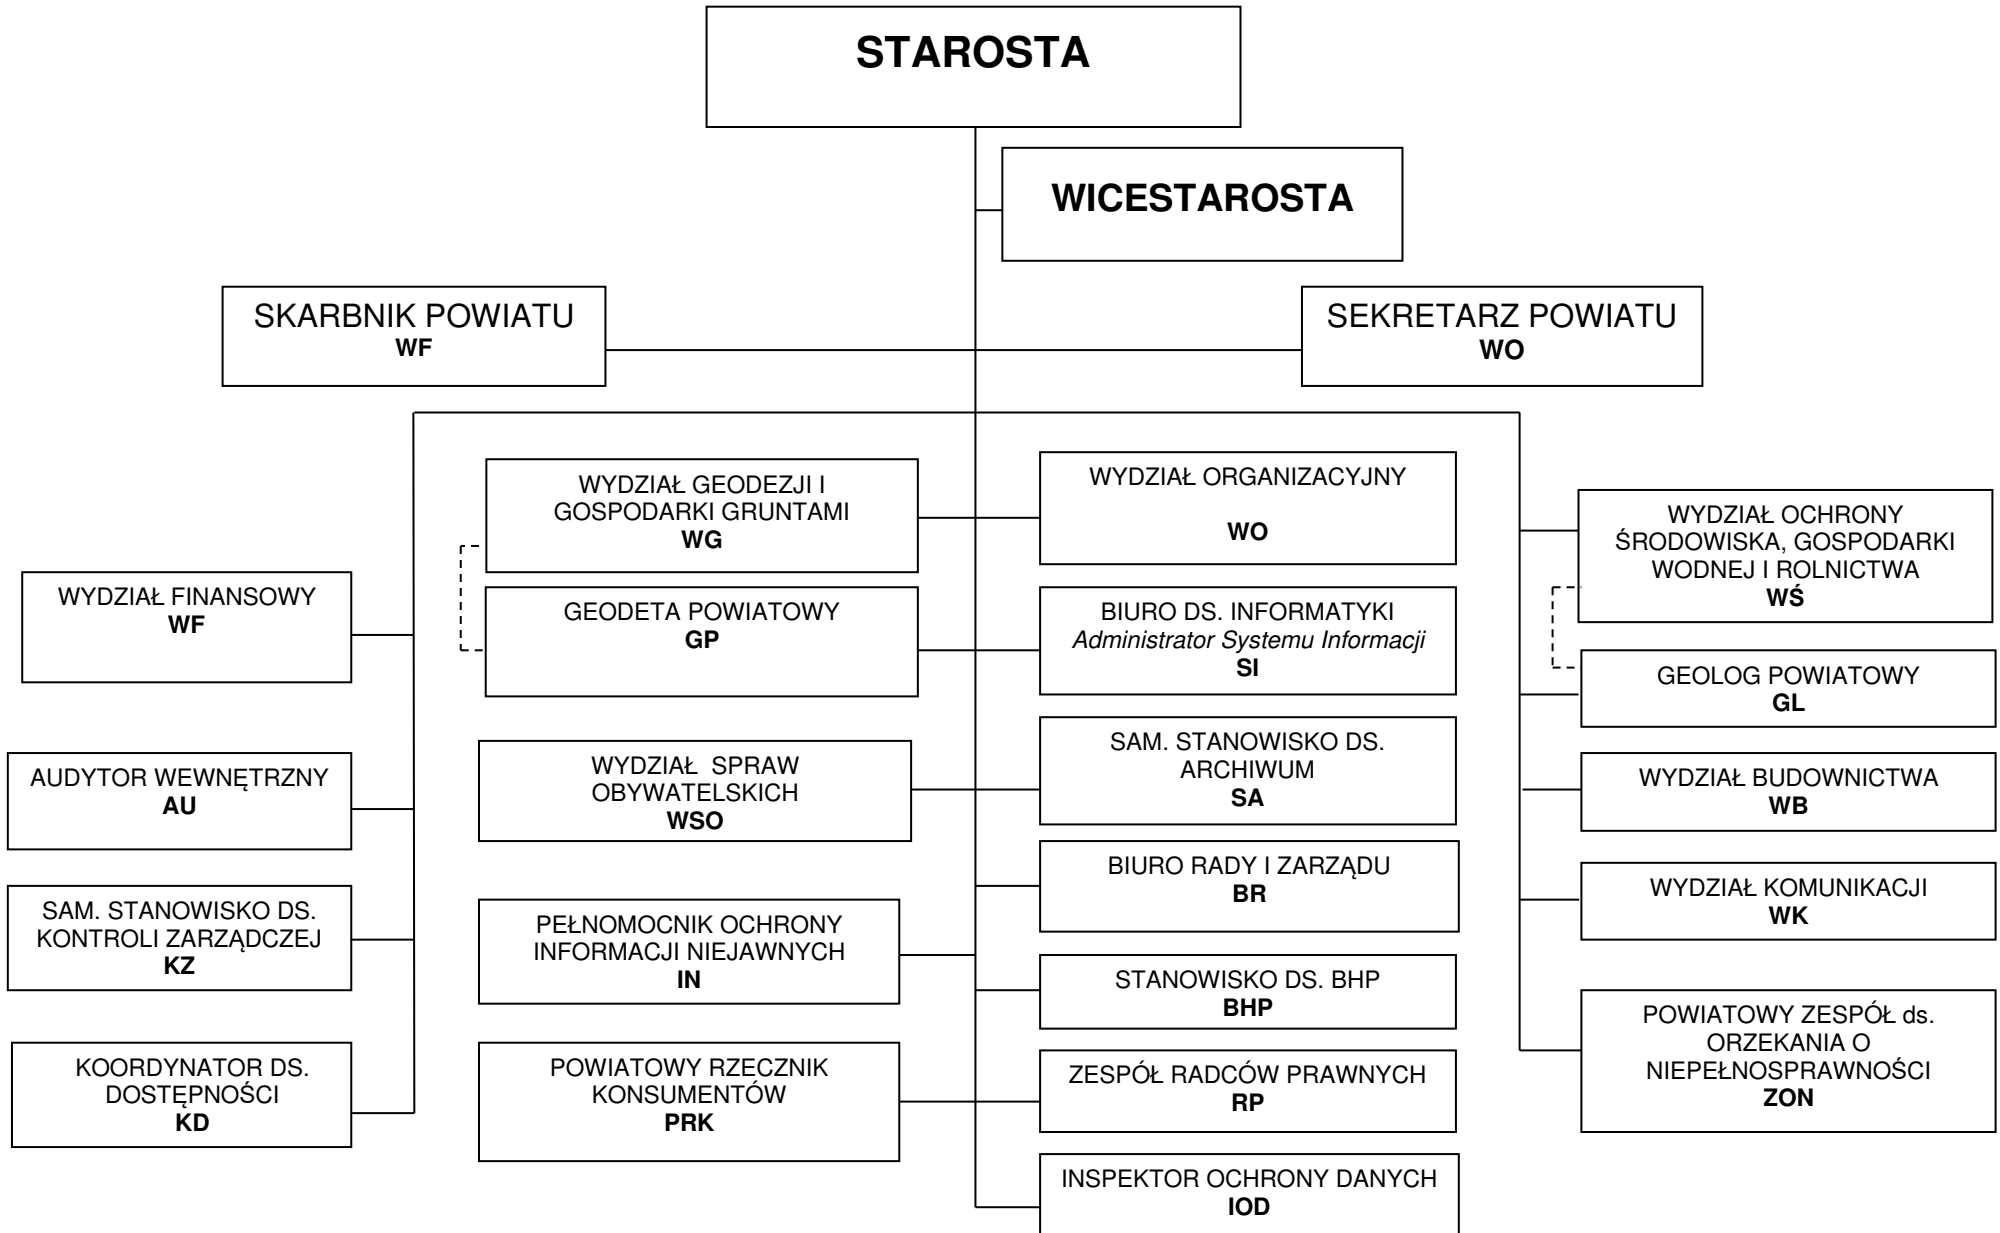 STAROSTA
WICESTAROSTA
SKARBNIK POWIATU
WF
SEKRETARZ POWIATU
WO
WYDZIAŁ FINANSOWY
WF
AUDYTOR WEWNĘTRZNY
AU
SAM. STANOWISKO DS.
KONTROLI ZARZĄDCZEJ
KZ
KOORDYNATOR DS.
DOSTĘPNOŚCI
KD
WYDZIAŁ GEODEZJI I
GOSPODARKI GRUNTAMI
WG
GEODETA POWIATOWY
GP
WYDZIAŁ SPRAW
OBYWATELSKICH
WSO
PEŁNOMOCNIK OCHRONY
INFORMACJI NIEJAWNYCH
IN
POWIATOWY RZECZNIK
KONSUMENTÓW
PRK
WYDZIAŁ ORGANIZACYJNY
WO
BIURO DS. INFORMATYKI
Administrator Systemu Informacji
SI
SAM. STANOWISKO DS.
ARCHIWUM
SA
BIURO RADY I ZARZĄDU
BR
STANOWISKO DS. BHP
BHP
ZESPÓŁ RADCÓW PRAWNYCH
RP
INSPEKTOR OCHRONY DANYCH
IOD
WYDZIAŁ OCHRONY
ŚRODOWISKA, GOSPODARKI
WODNEJ I ROLNICTWA
WŚ
GEOLOG POWIATOWY
GL
WYDZIAŁ BUDOWNICTWA
WB
WYDZIAŁ KOMUNIKACJI
WK
POWIATOWY ZESPÓŁ ds.
ORZEKANIA O
NIEPEŁNOSPRAWNOŚCI
ZON